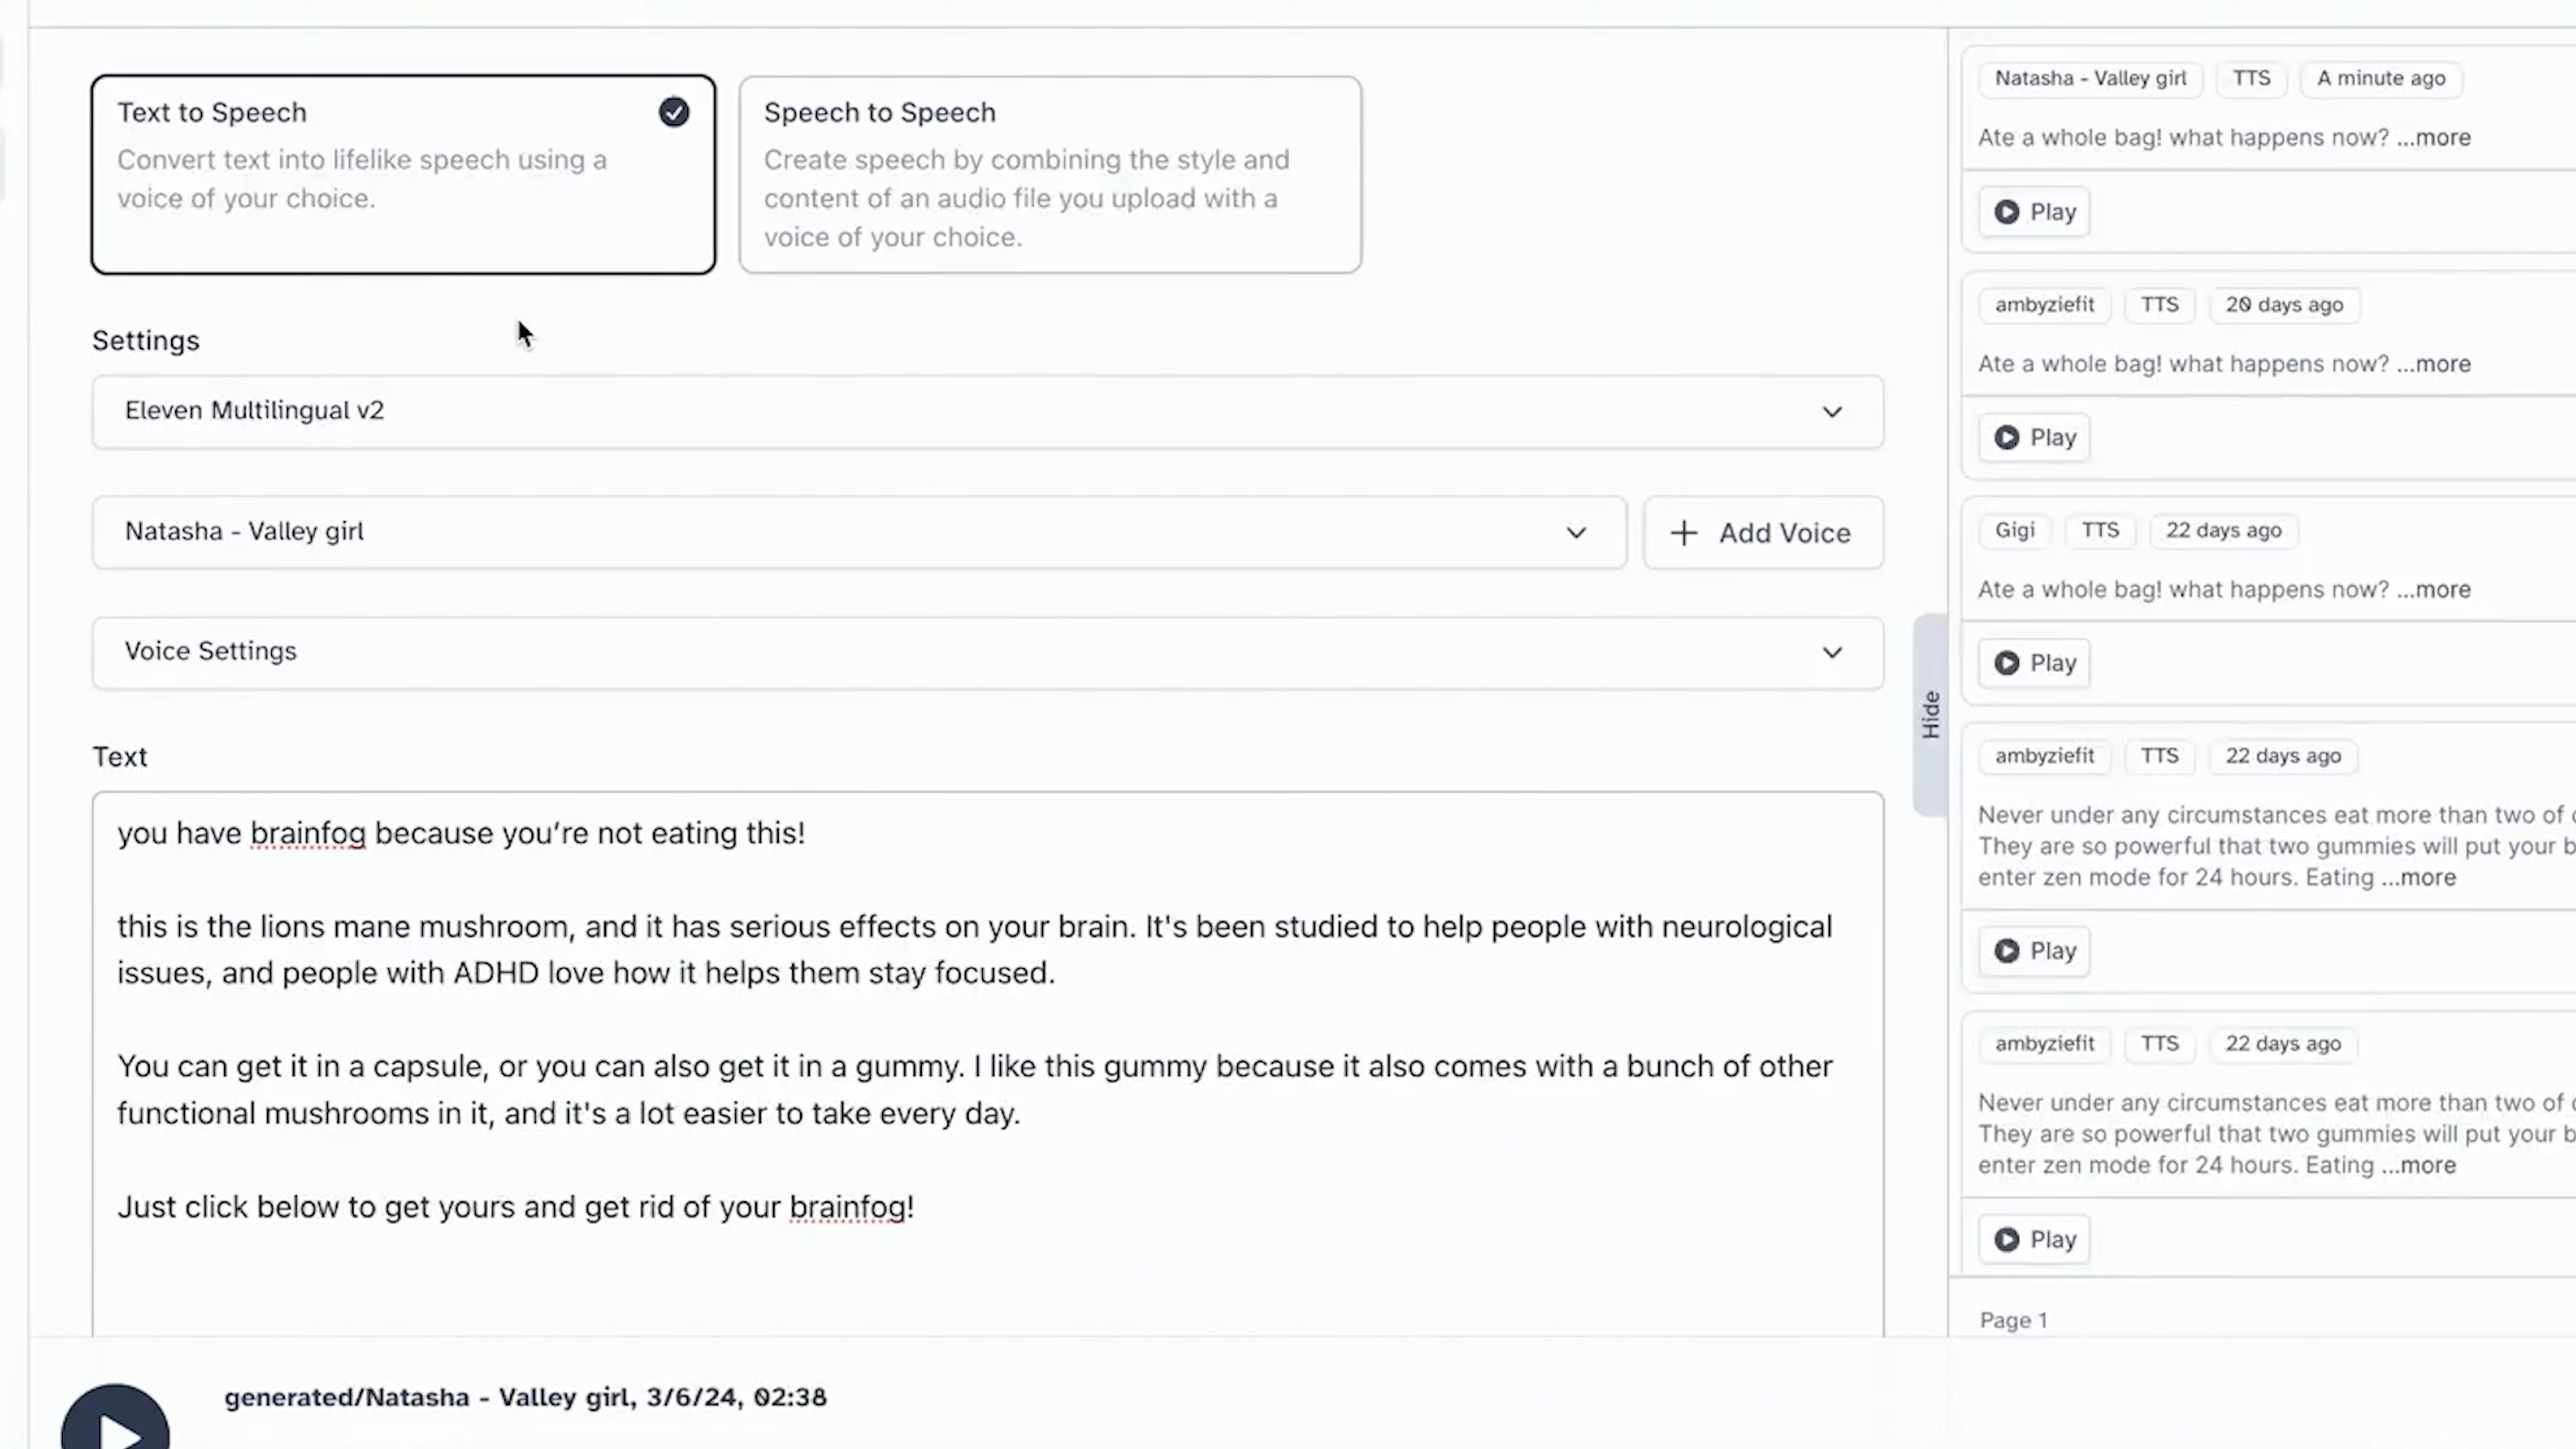 Text to Speech
Convert text into lifelike speech using a
voice of your choice.
Speech to Speech
Create speech by combining the style and
content of an audio file you upload with a
voice of your choice.
Settings
Eleven Multilingual v2
Natasha - Valley girl
+ Add Voice
Voice Settings
Text
you have brainfog because you’re not eating this!
this is the lions mane mushroom, and it has serious effects on your brain. It's been studied to help people with neurological
issues, and people with ADHD love how it helps them stay focused.
You can get it in a capsule, or you can also get it in a gummy. I like this gummy because it also comes with a bunch of other
functional mushrooms in it, and it's a lot easier to take every day.
Just click below to get yours and get rid of your brainfog!
Hide
Natasha - Valley girl TTS A minute ago
Ate a whole bag! what happens now? ...more
Play
ambyziefit TTS 20 days ago
Ate a whole bag! what happens now? ...more
Play
Gigi TTS 22 days ago
Ate a whole bag! what happens now? ...more
Play
ambyziefit TTS 22 days ago
Never under any circumstances eat more than two of
They are so powerful that two gummies will put your
enter zen mode for 24 hours. Eating ...more
Play
ambyziefit TTS 22 days ago
Never under any circumstances eat more than two of
They are so powerful that two gummies will put your
enter zen mode for 24 hours. Eating ...more
Play
Page 1
generated/Natasha - Valley girl, 3/6/24, 02:38